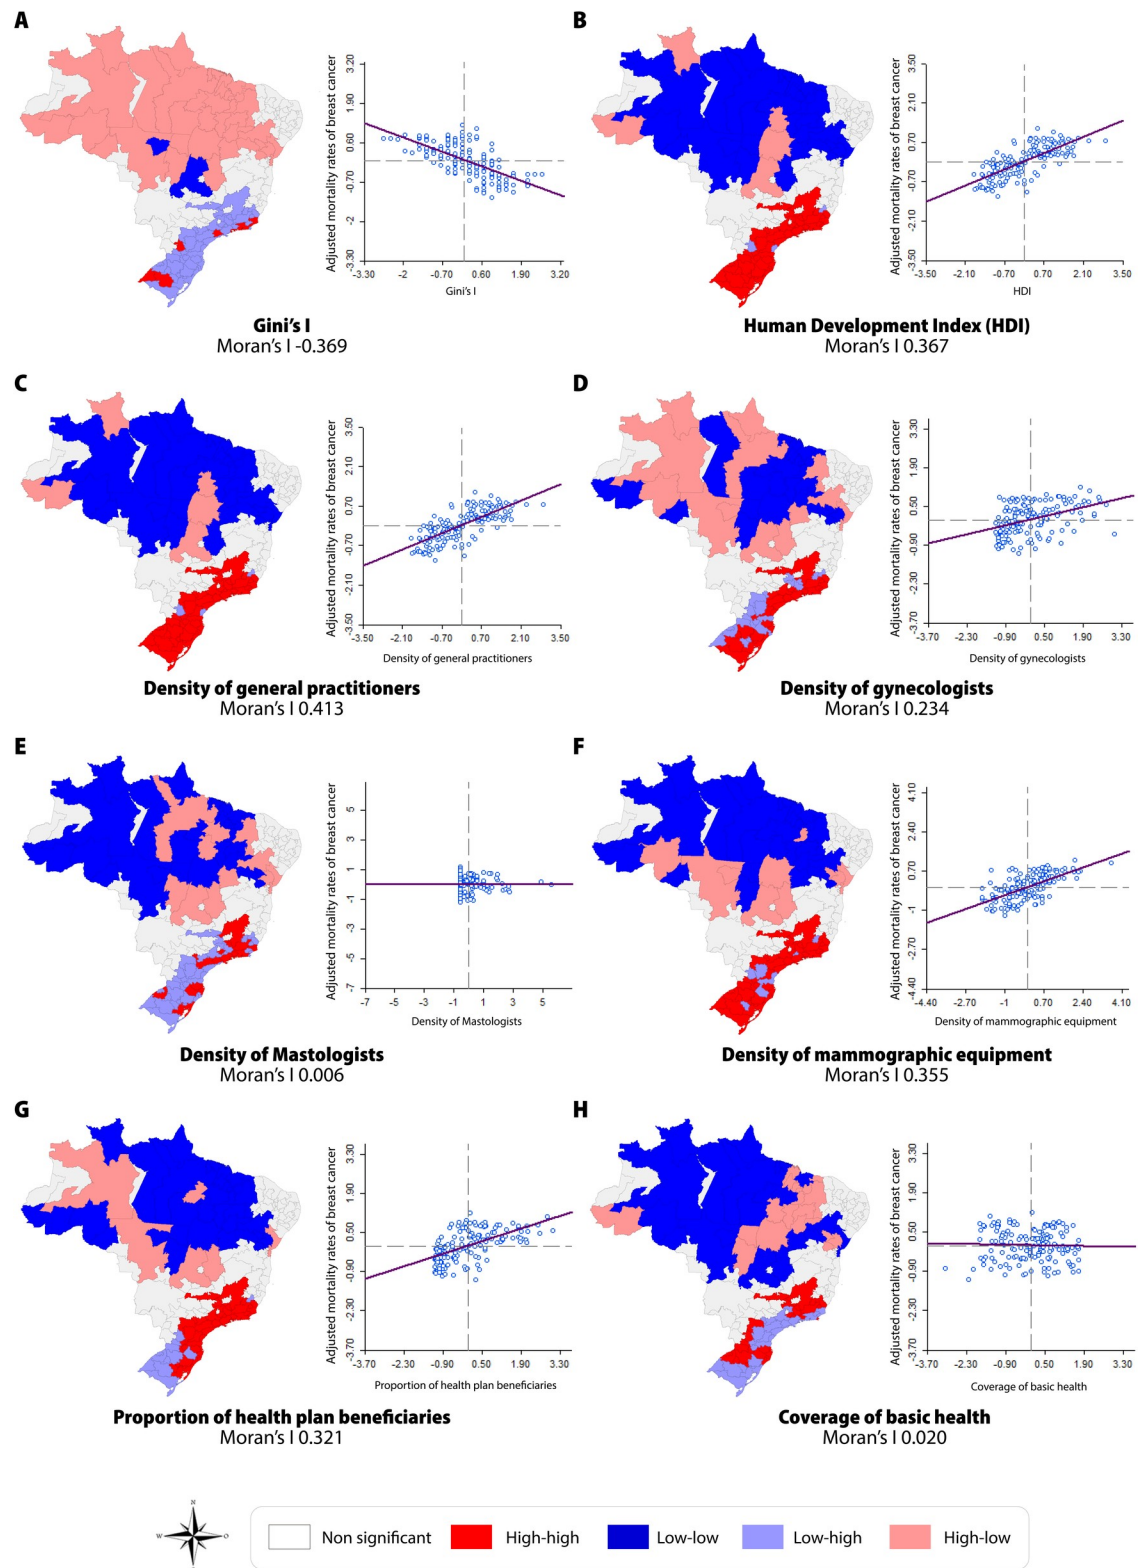 A
Adjusted mortality rates of breast cancer
3.20
1.90
0.60
-0.70
-2
-3.30
-3.30 -2 -0.70 0.60 1.90 3.20
Gini's I
Gini's I
Moran's I -0.369
B
Adjusted mortality rates of breast cancer
3.50
2.10
0.70
-0.70
-2.10
-3.50
-3.50 -2.10 -0.70 0.70 2.10 3.50
HDI
Human Development Index (HDI)
Moran's I 0.367
C
Adjusted mortality rates of breast cancer
3.50
2.10
0.70
-0.70
-2.10
-3.50
-3.50 -2.10 -0.70 0.70 2.10 3.50
Density of general practitioners
Density of general practitioners
Moran's I 0.413
D
Adjusted mortality rates of breast cancer
3.30
1.90
0.50
-0.90
-2.30
-3.70
-3.70 -2.30 -0.90 0.50 1.90 3.30
Density of gynecologists
Density of gynecologists
Moran's I 0.234
E
Adjusted mortality rates of breast cancer
5
3
1
-1
-3
-5
-7
-7 -5 -3 -1 1 3 5
Density of Mastologists
Density of Mastologists
Moran's I 0.006
F
Adjusted mortality rates of breast cancer
4.10
2.40
0.70
-1
-2.70
-4.40
-4.40 -2.70 -1 0.70 2.40 4.10
Density of mammographic equipment
Density of mammographic equipment
Moran's I 0.355
G
Adjusted mortality rates of breast cancer
3.30
1.90
0.50
-0.90
-2.30
-3.70
-3.70 -2.30 -0.90 0.50 1.90 3.30
Proportion of health plan beneficiaries
Proportion of health plan beneficiaries
Moran's I 0.321
H
Adjusted mortality rates of breast cancer
3.30
1.90
0.50
-0.90
-2.30
-3.70
-3.70 -2.30 -0.90 0.50 1.90 3.30
Coverage of basic health
Coverage of basic health
Moran's I 0.020
N
W O
Non significant High-high Low-low Low-high High-low